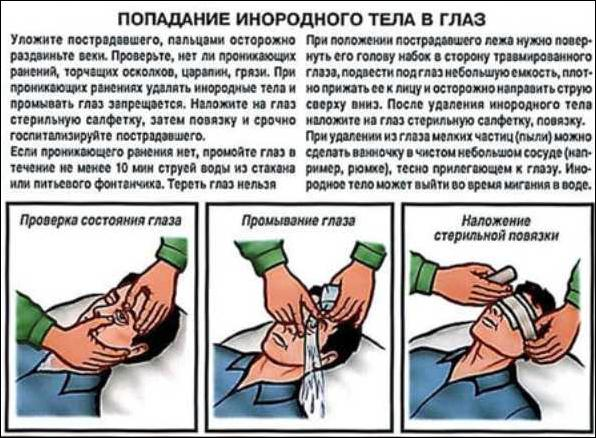 ПОПАДАНИЕ ИНОРОДНОГО ТЕЛА В ГЛАЗ
Уложите пострадавшего, пальцами осторожно
раздвиньте веки. Проверьте, нет ли проникающих
ранений, торчащих осколков, царапин, грязи. При
проникающих ранениях удалять инородные тела и
промывать глаз запрещается. Наложите на глаз
стерильную салфетку, затем повязку и срочно
госпитализируйте пострадавшего.
Если проникающего ранения нет, промойте глаз в
течение не менее 10 мин струей воды из стакана
или питьевого фонтанчика. Тереть глаз нельзя
При положении пострадавшего лежа нужно повер-
нуть его голову набок в сторону травмированного
глаза, подвести под глаз небольшую емкость, плот-
но прижать ее к лицу и осторожно направить струю
сверху вниз. После удаления инородного тела
наложите на глаз стерильную салфетку, повязку.
При удалении из глаза мелких частиц (пыли) можно
сделать ванночку в чистом небольшом сосуде (нап-
ример, рюмке), тесно прилегающем к глазу. Ино-
родное тело может выйти во время мигания в воде.
Проверка состояния глаза
Промывание глаза
Наложение
стерильной повязки